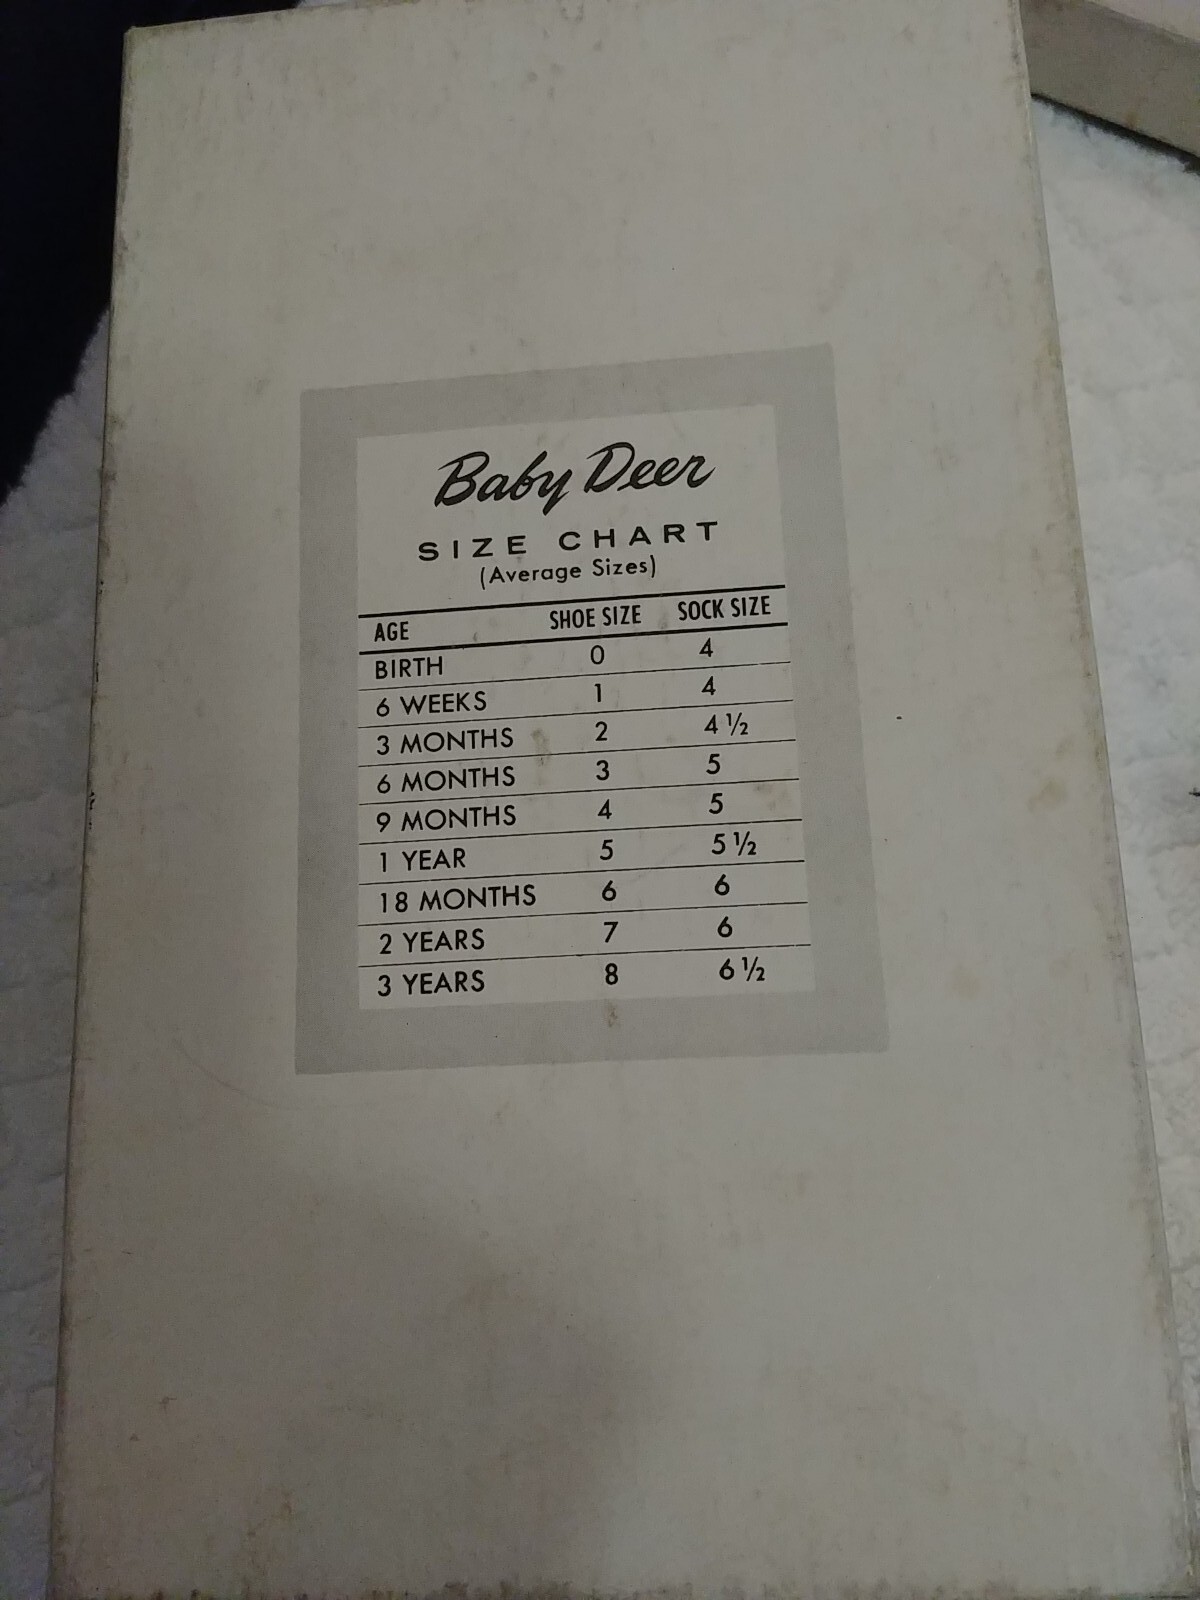 Baby Deer
SIZE CHART
(Average Sizes)
AGE SHOE SIZE SOCK SIZE
BIRTH 0 4
6 WEEKS 1 4
3 MONTHS 2 4 ½
6 MONTHS 3 5
9 MONTHS 4 5
1 YEAR 5 5 ½
18 MONTHS 6 6
2 YEARS 7 6
3 YEARS 8 6 ½